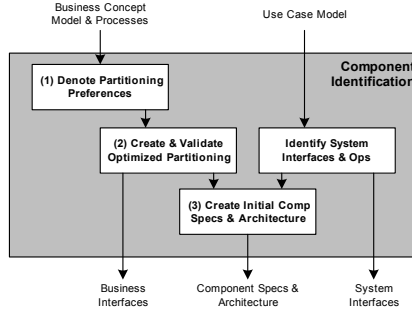 Business Concept
Model & Processes
Use Case Model
Component
Identification
(1) Denote Partitioning
Preferences
(2) Create & Validate
Optimized Partitioning
Identify System
Interfaces & Ops
(3) Create Initial Comp
Specs & Architecture
Business
Interfaces
Component Specs &
Architecture
System
Interfaces